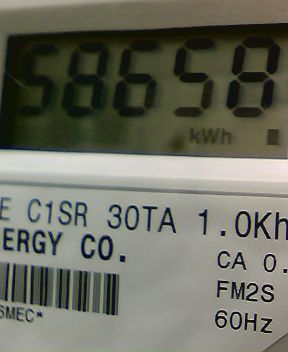 58658
kWh
E C1SR 30TA 1.0Kh
ERGY CO.
CA 0.
FM2S
60Hz
SMEC*